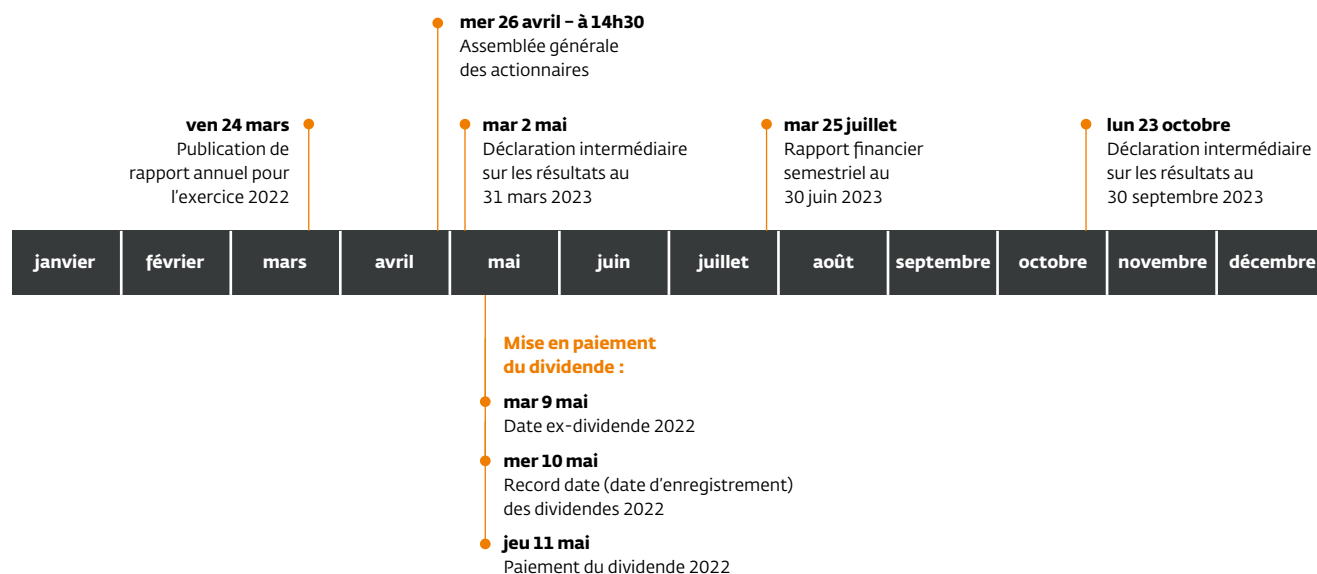 mer 26 avril – à 14h30
Assemblée générale
des actionnaires
ven 24 mars
Publication de
rapport annuel pour
l'exercice 2022
mar 2 mai
Déclaration intermédiaire
sur les résultats au
31 mars 2023
mar 25 juillet
Rapport financier
semestriel au
30 juin 2023
lun 23 octobre
Déclaration intermédiaire
sur les résultats au
30 septembre 2023
janvier février mars avril mai juin juillet août septembre octobre novembre décembre
Mise en paiement
du dividende :
mar 9 mai
Date ex-dividende 2022
mer 10 mai
Record date (date d'enregistrement)
des dividendes 2022
jeu 11 mai
Paiement du dividende 2022